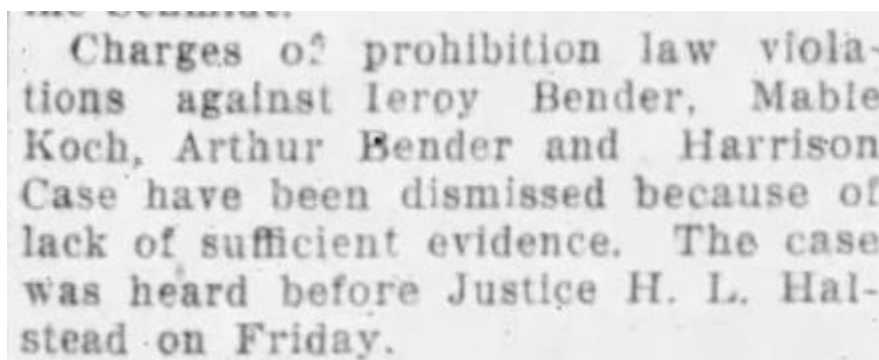 Charges of prohibition law viola-
tions against leroy Bender, Mable
Koch, Arthur Bender and Harrison
Case have been dismissed because of
lack of sufficient evidence. The case
was heard before Justice H. L. Hal-
stead on Friday.